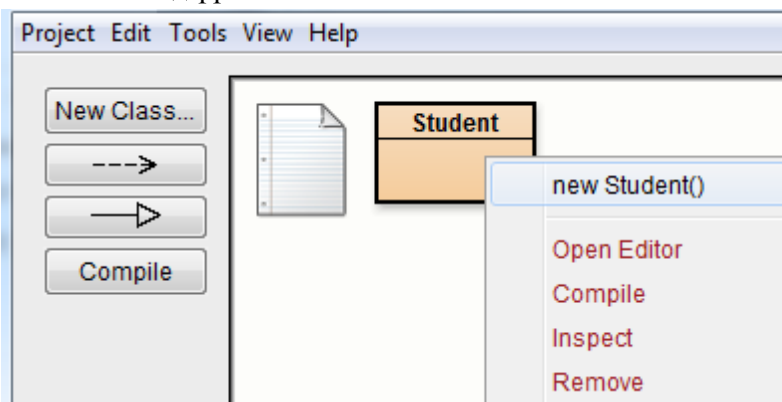 Project Edit Tools View Help
New Class...
Student
new Student()
Open Editor
Compile
Compile
Inspect
Remove